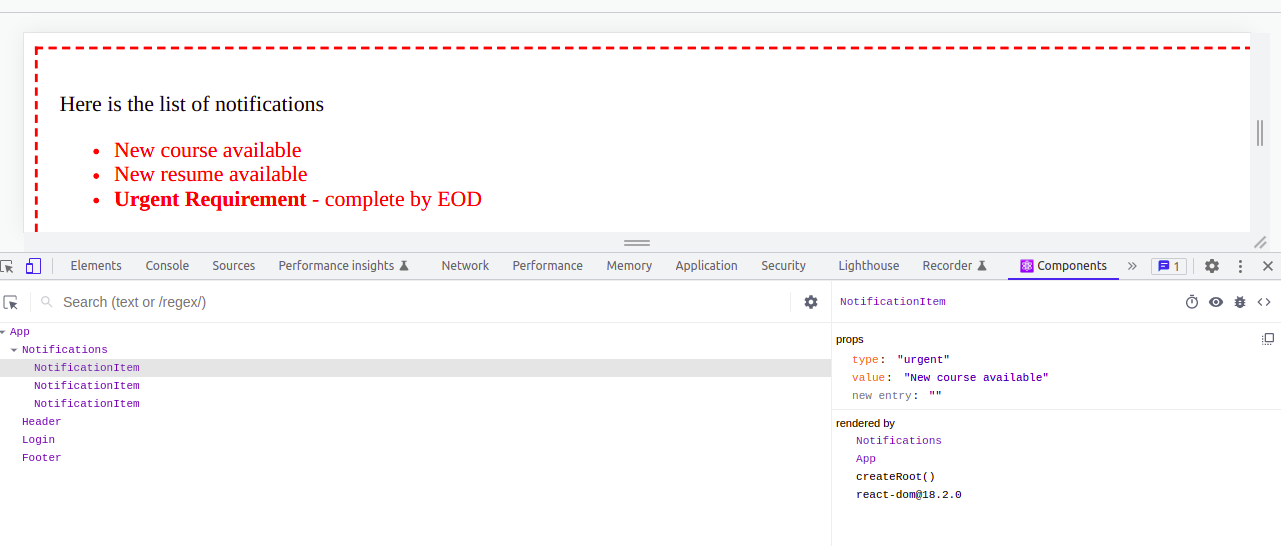 Here is the list of notifications
• New course available
• New resume available
• Urgent Requirement - complete by EOD
Elements Console Sources Performance insights Network Performance Memory Application Security Lighthouse Recorder Components » 1
Search (text or /regex/)
NotificationItem
App
Notifications
NotificationItem
NotificationItem
NotificationItem
Header
Login
Footer
props
type: "urgent"
value: "New course available"
new entry: ""
rendered by
Notifications
App
createRoot()
react-dom@18.2.0